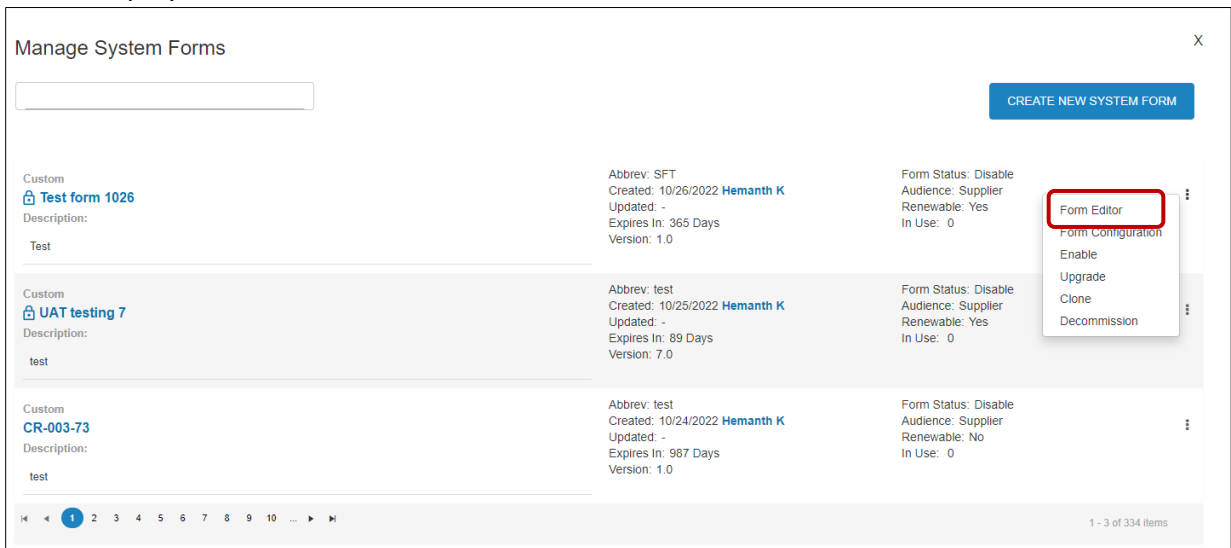 Manage System Forms
X
CREATE NEW SYSTEM FORM
Custom
Test form 1026
Description:
Test
Abbrev: SFT
Created: 10/26/2022 Hemanth K
Updated: -
Expires In: 365 Days
Version: 1.0
Form Status: Disable
Audience: Supplier
Renewable: Yes
In Use: 0
Form Editor
Form Configuration
Enable
Upgrade
Clone
Decommission
Custom
UAT testing 7
Description:
test
Abbrev: test
Created: 10/25/2022 Hemanth K
Updated: -
Expires In: 89 Days
Version: 7.0
Form Status: Disable
Audience: Supplier
Renewable: Yes
In Use: 0
Custom
CR-003-73
Description:
test
Abbrev: test
Created: 10/24/2022 Hemanth K
Updated: -
Expires In: 987 Days
Version: 1.0
Form Status: Disable
Audience: Supplier
Renewable: No
In Use: 0
1 2 3 4 5 6 7 8 9 10 ...
1 - 3 of 334 items